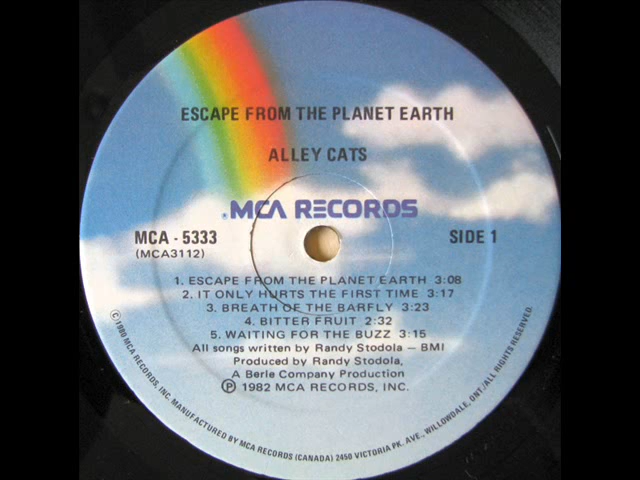 ESCAPE FROM THE PLANET EARTH
ALLEY CATS
MCA RECORDS
MCA - 5333
(MCA3112)
SIDE 1
1. ESCAPE FROM THE PLANET EARTH 3:08
2. IT ONLY HURTS THE FIRST TIME 3:17
3. BREATH OF THE BARFLY 3:23
4. BITTER FRUIT 2:32
5. WAITING FOR THE BUZZ 3:15
All songs written by Randy Stodola – BMI
Produced by Randy Stodola,
A Berle Company Production
Ⓟ 1982 MCA RECORDS, INC.
©1980 MCA RECORDS, INC. MANUFACTURED BY MCA RECORDS (CANADA) 2450 VICTORIA PK. AVE., WILLOWDALE, ONT./ALL RIGHTS RESERVED.